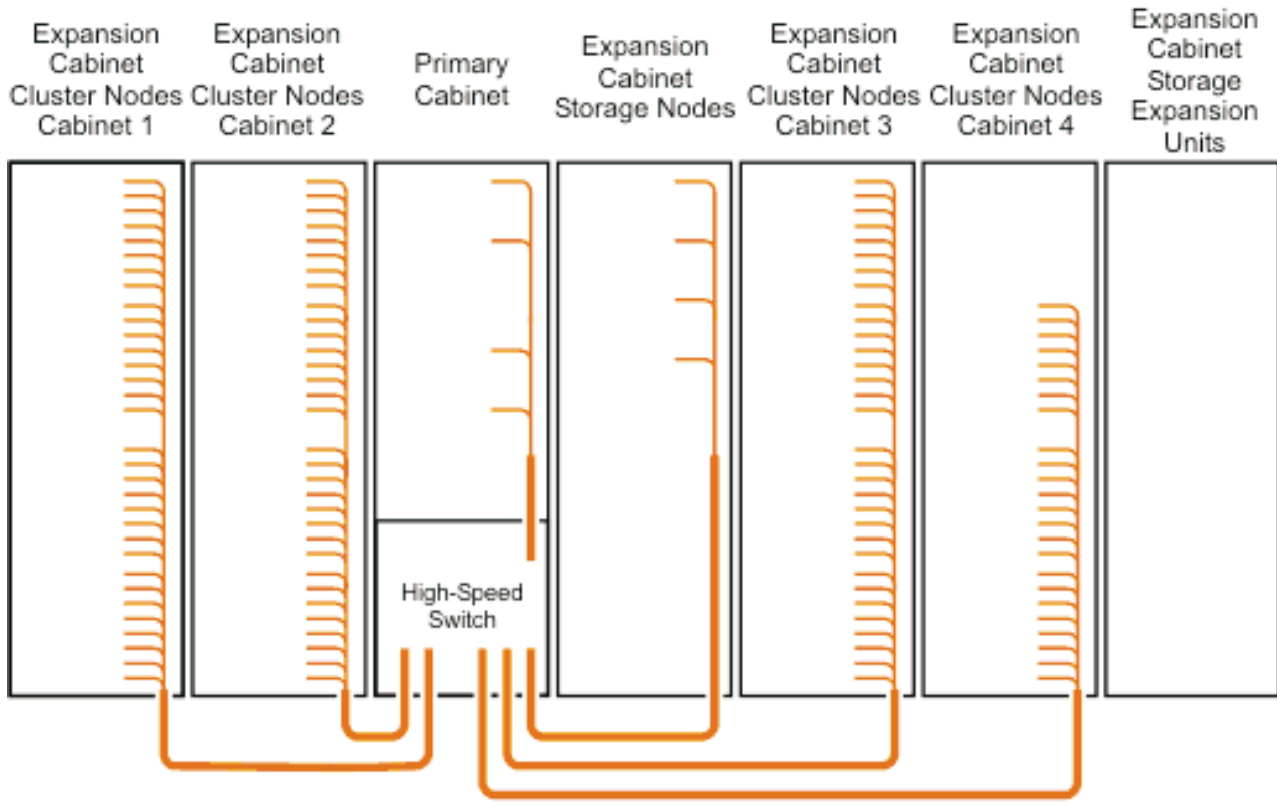 Expansion
Cabinet
Cluster Nodes
Cabinet 1
Expansion
Cabinet
Cluster Nodes
Cabinet 2
Primary
Cabinet
Expansion
Cabinet
Storage Nodes
Expansion
Cabinet
Cluster Nodes
Cabinet 3
Expansion
Cabinet
Cluster Nodes
Cabinet 4
Expansion
Cabinet
Storage
Expansion
Units
High-Speed
Switch